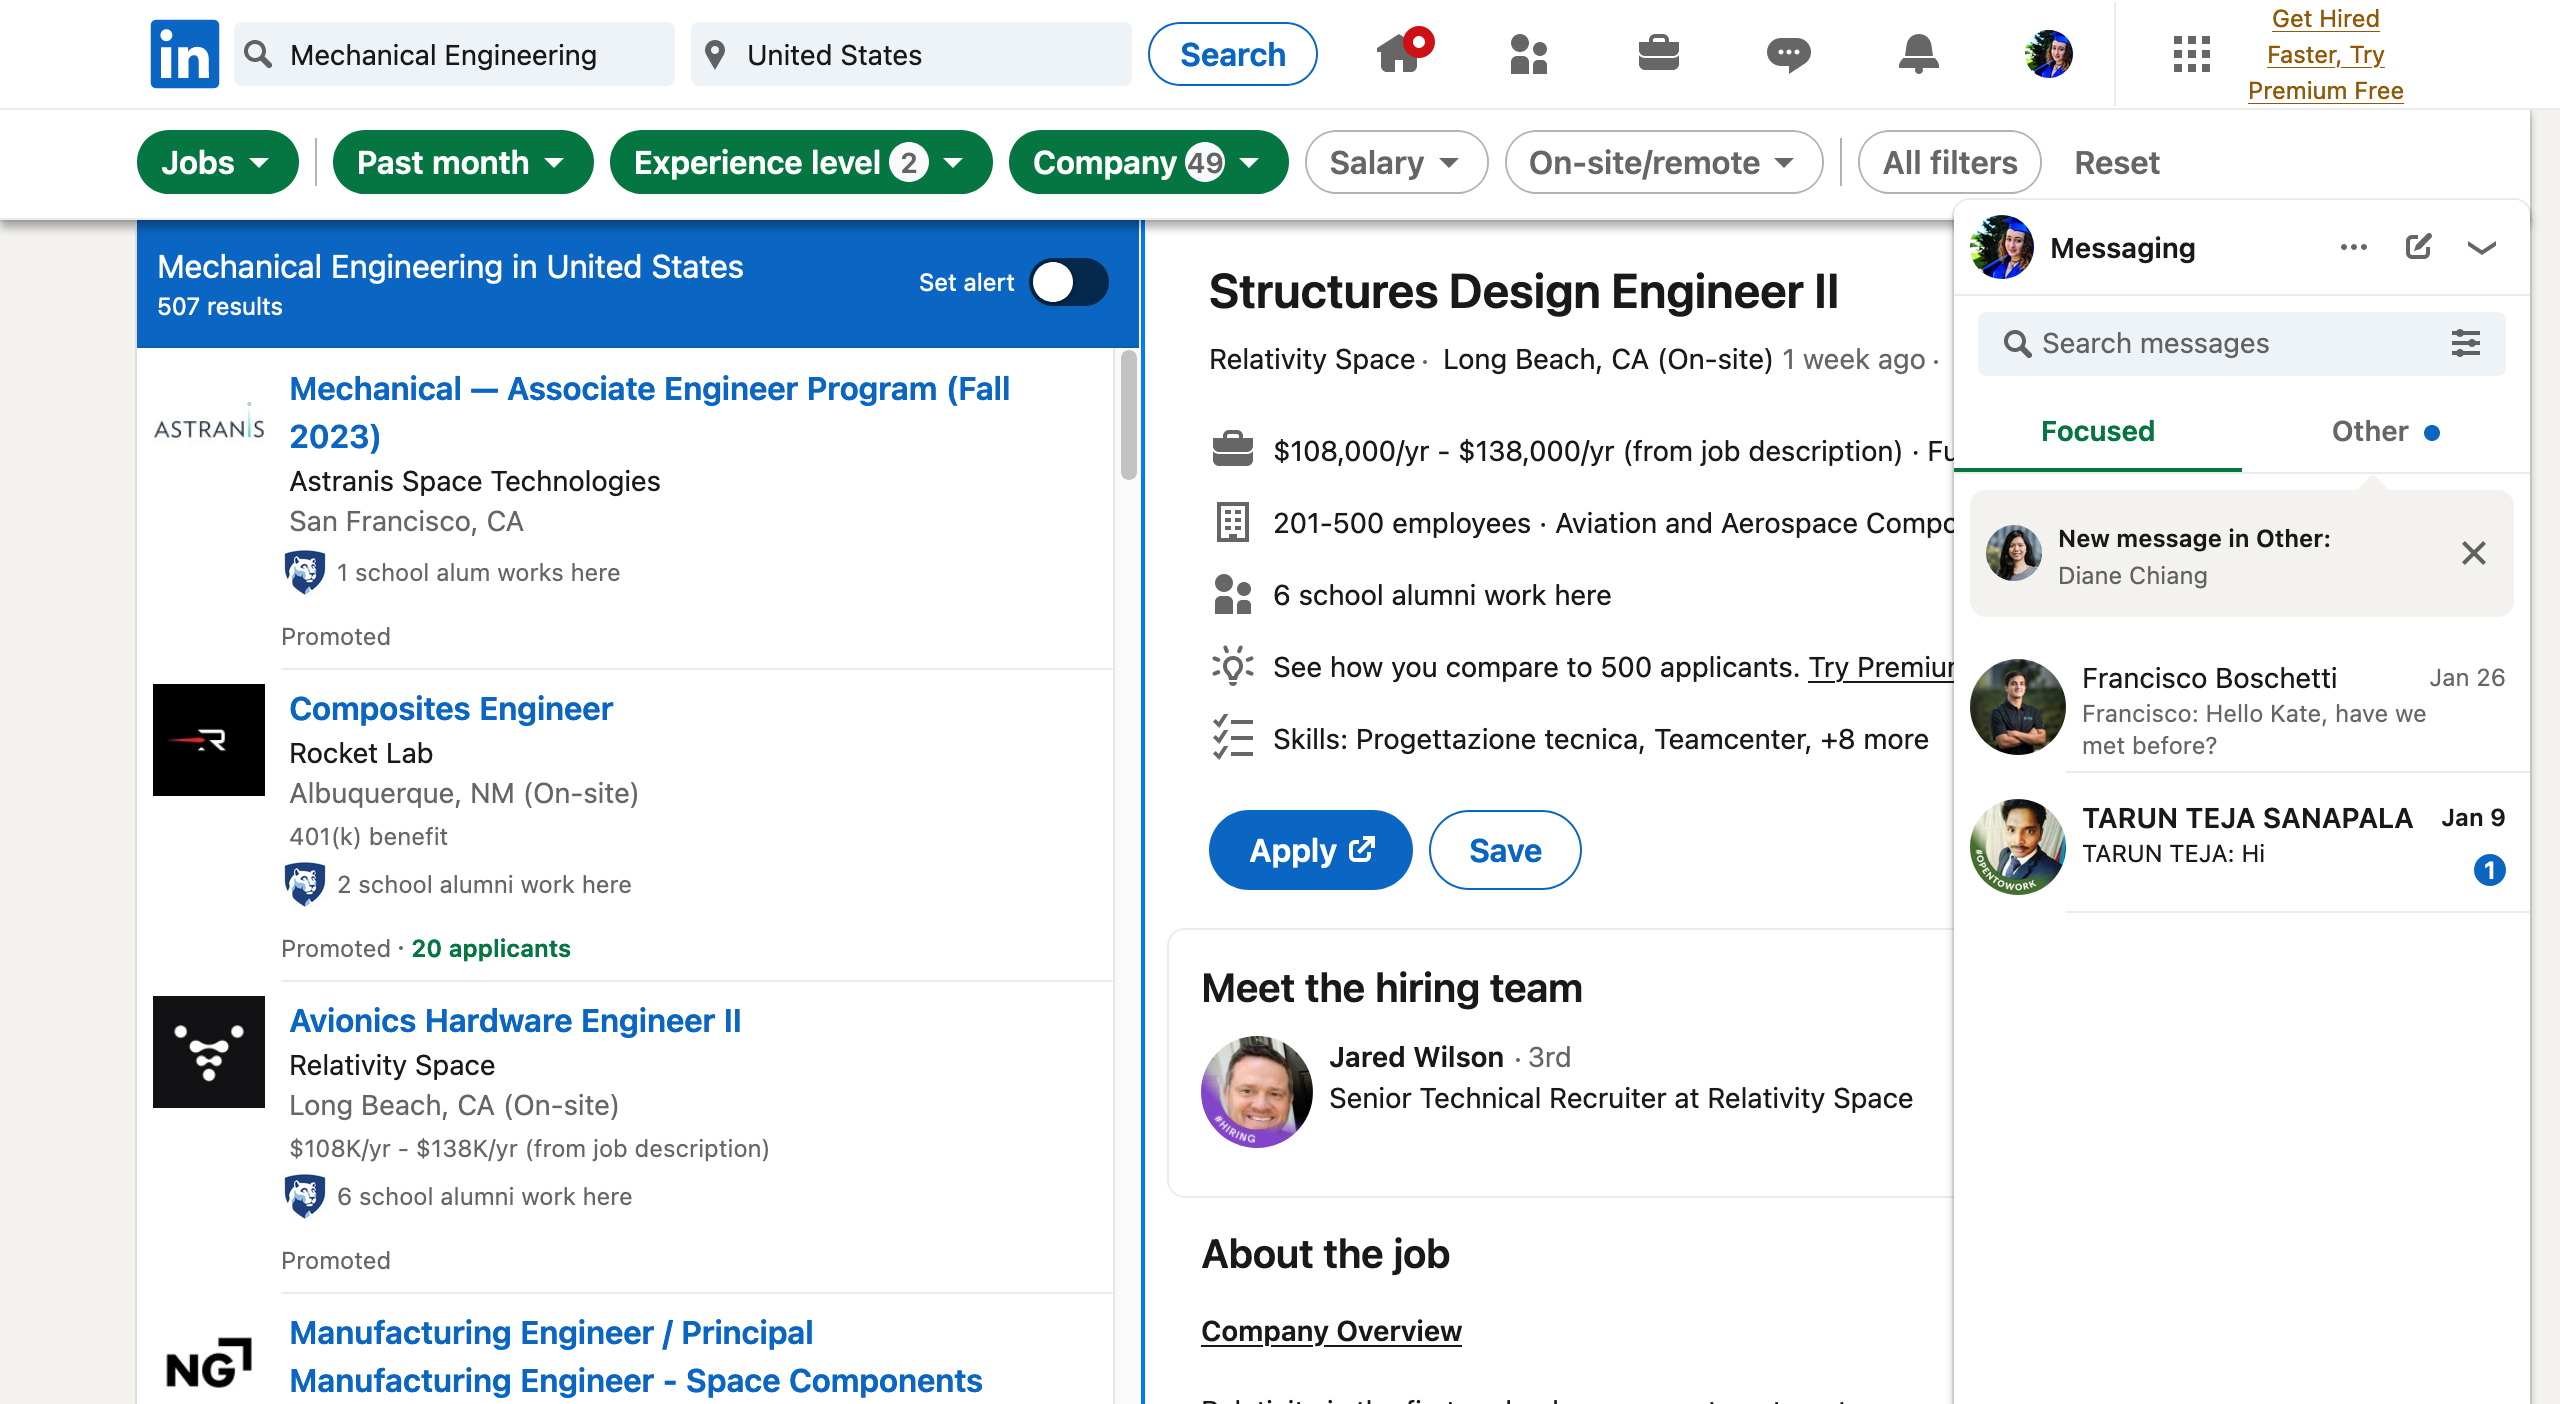 in
Mechanical Engineering
United States
Search
Get Hired
Faster, Try
Premium Free
Jobs
Past month
Experience level 2
Company 49
Salary
On-site/remote
All filters
Reset
Mechanical Engineering in United States
507 results
Set alert
ASTRANIS
Mechanical — Associate Engineer Program (Fall
2023)
Astranis Space Technologies
San Francisco, CA
1 school alum works here
Promoted
R
Composites Engineer
Rocket Lab
Albuquerque, NM (On-site)
401(k) benefit
2 school alumni work here
Promoted · 20 applicants
Avionics Hardware Engineer II
Relativity Space
Long Beach, CA (On-site)
$108K/yr - $138K/yr (from job description)
6 school alumni work here
Promoted
NG
Manufacturing Engineer / Principal
Manufacturing Engineer - Space Components
Structures Design Engineer II
Relativity Space · Long Beach, CA (On-site) 1 week ago ·
$108,000/yr - $138,000/yr (from job description) · Fu
201-500 employees · Aviation and Aerospace Compo
6 school alumni work here
See how you compare to 500 applicants. Try Premium
Skills: Progettazione tecnica, Teamcenter, +8 more
Apply
Save
Meet the hiring team
#HIRING
Jared Wilson · 3rd
Senior Technical Recruiter at Relativity Space
About the job
Company Overview
Messaging
Search messages
Focused
Other
New message in Other:
Diane Chiang
Francisco Boschetti
Jan 26
Francisco: Hello Kate, have we
met before?
#OPENTOWORK
TARUN TEJA SANAPALA
Jan 9
TARUN TEJA: Hi
1